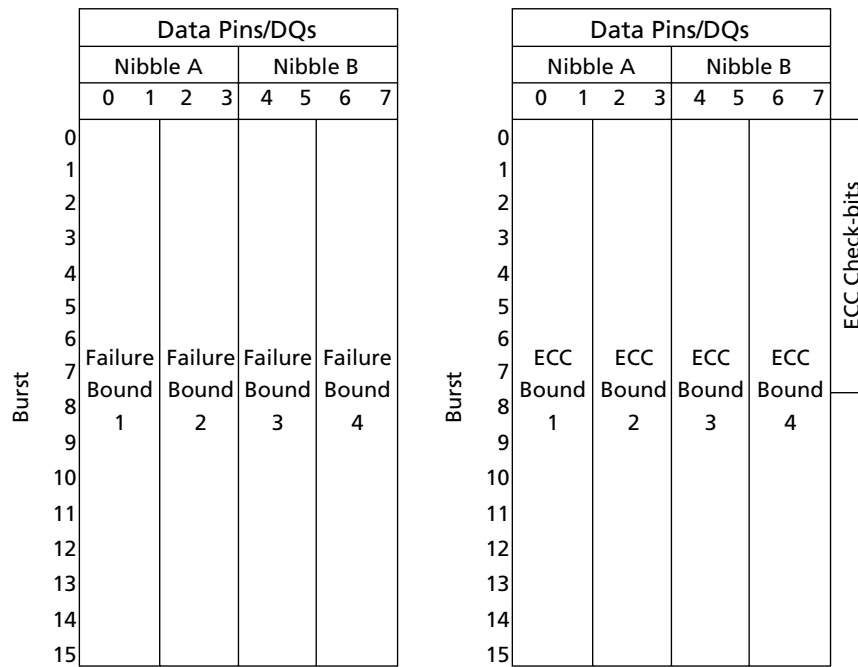 Data Pins/DQs
Nibble A Nibble B
0 1 2 3 4 5 6 7
Burst
0
1
2
3
4
5
6
7
8
9
10
11
12
13
14
15
Failure Bound 1
Failure Bound 2
Failure Bound 3
Failure Bound 4
Data Pins/DQs
Nibble A Nibble B
0 1 2 3 4 5 6 7
Burst
0
1
2
3
4
5
6
7
8
9
10
11
12
13
14
15
ECC Bound 1
ECC Bound 2
ECC Bound 3
ECC Bound 4
ECC Check-bits